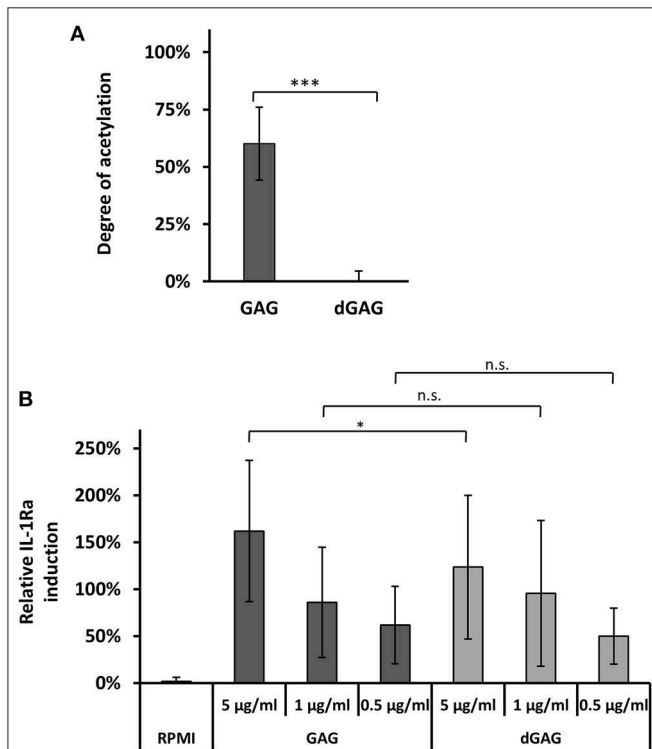 A
100%
75%
50%
25%
0%
Degree of acetylation
***
GAG dGAG
B
n.s.
n.s.
*
250%
200%
150%
100%
50%
0%
Relative IL-1Ra
induction
5 µg/ml 1 µg/ml 0.5 µg/ml 5 µg/ml 1 µg/ml 0.5 µg/ml
RPMI GAG dGAG